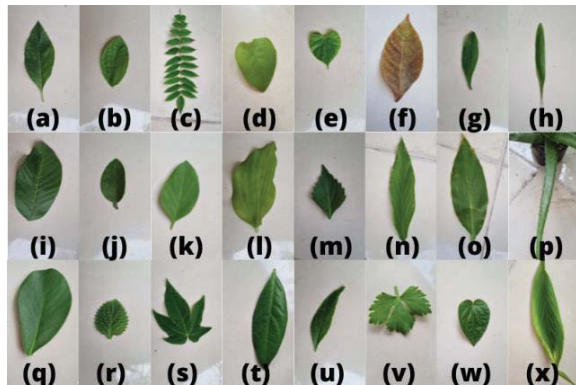 (a) (b) (c) (d) (e) (f) (g) (h)
(i) (j) (k) (l) (m) (n) (o) (p)
(q) (r) (s) (t) (u) (v) (w) (x)